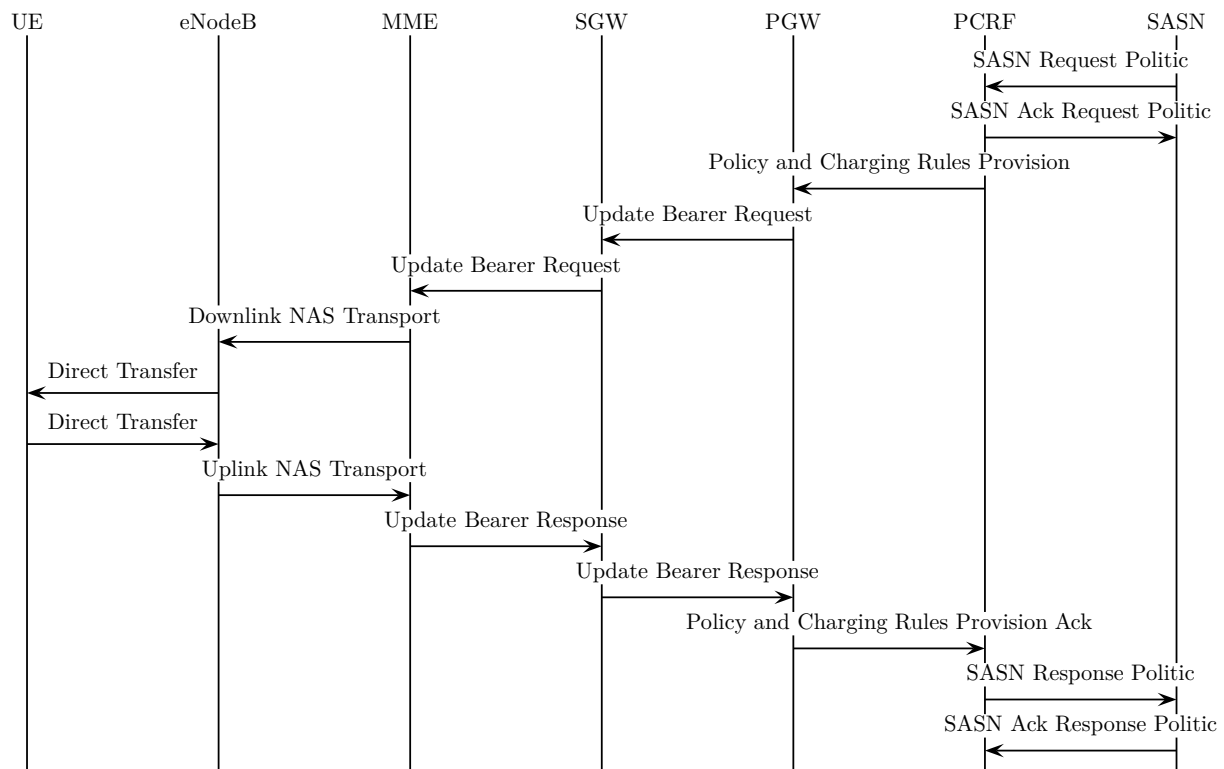 UE eNodeB MME SGW PGW PCRF SASN
SASN Request Politic
SASN Ack Request Politic
Policy and Charging Rules Provision
Update Bearer Request
Update Bearer Request
Downlink NAS Transport
Direct Transfer
Direct Transfer
Uplink NAS Transport
Update Bearer Response
Update Bearer Response
Policy and Charging Rules Provision Ack
SASN Response Politic
SASN Ack Response Politic